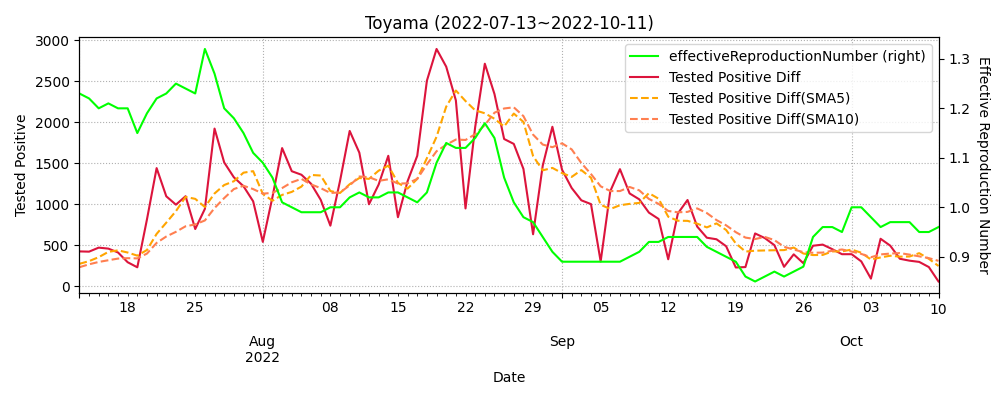 Toyama (2022-07-13~2022-10-11)
effectiveReproductionNumber (right)
Tested Positive Diff
Tested Positive Diff(SMA5)
Tested Positive Diff(SMA10)
Tested Positive
3000
2500
2000
1500
1000
500
0
1.3
1.2
1.1
1.0
0.9
Effective Reproduction Number
18 25 08 15 22 29 05 12 19 26 03 10
Aug Sep Oct
2022
Date